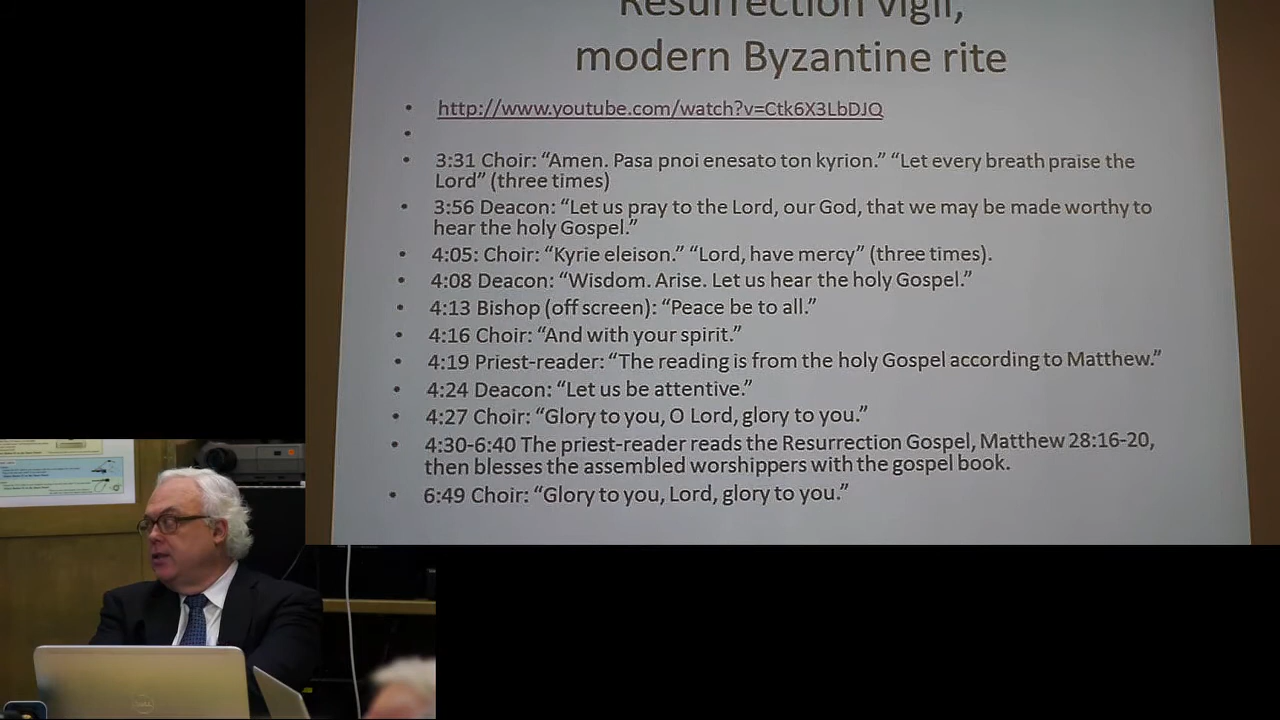 Resurrection vigil,
modern Byzantine rite
• http://www.youtube.com/watch?v=Ctk6X3LbDJQ
•
• 3:31 Choir: “Amen. Pasa pnoi enesato ton kyrion.” “Let every breath praise the
Lord” (three times)
• 3:56 Deacon: “Let us pray to the Lord, our God, that we may be made worthy to
hear the holy Gospel.”
• 4:05: Choir: “Kyrie eleison.” “Lord, have mercy” (three times).
• 4:08 Deacon: “Wisdom. Arise. Let us hear the holy Gospel.”
• 4:13 Bishop (off screen): “Peace be to all.”
• 4:16 Choir: “And with your spirit.”
• 4:19 Priest-reader: “The reading is from the holy Gospel according to Matthew.”
• 4:24 Deacon: “Let us be attentive.”
• 4:27 Choir: “Glory to you, O Lord, glory to you.”
• 4:30-6:40 The priest-reader reads the Resurrection Gospel, Matthew 28:16-20,
then blesses the assembled worshippers with the gospel book.
• 6:49 Choir: “Glory to you, Lord, glory to you.”
DELL